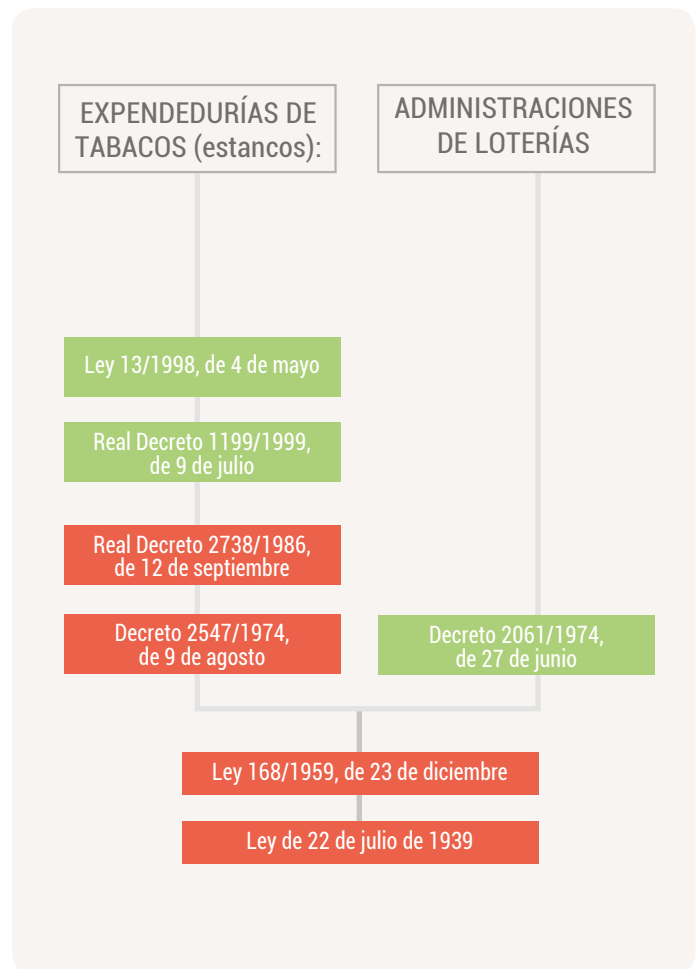 EXPENDEDURÍAS DE
TABACOS (estancos):
ADMINISTRACIONES
DE LOTERÍAS
Ley 13/1998, de 4 de mayo
Real Decreto 1199/1999,
de 9 de julio
Real Decreto 2738/1986,
de 12 de septiembre
Decreto 2547/1974,
de 9 de agosto
Decreto 2061/1974,
de 27 de junio
Ley 168/1959, de 23 de diciembre
Ley de 22 de julio de 1939